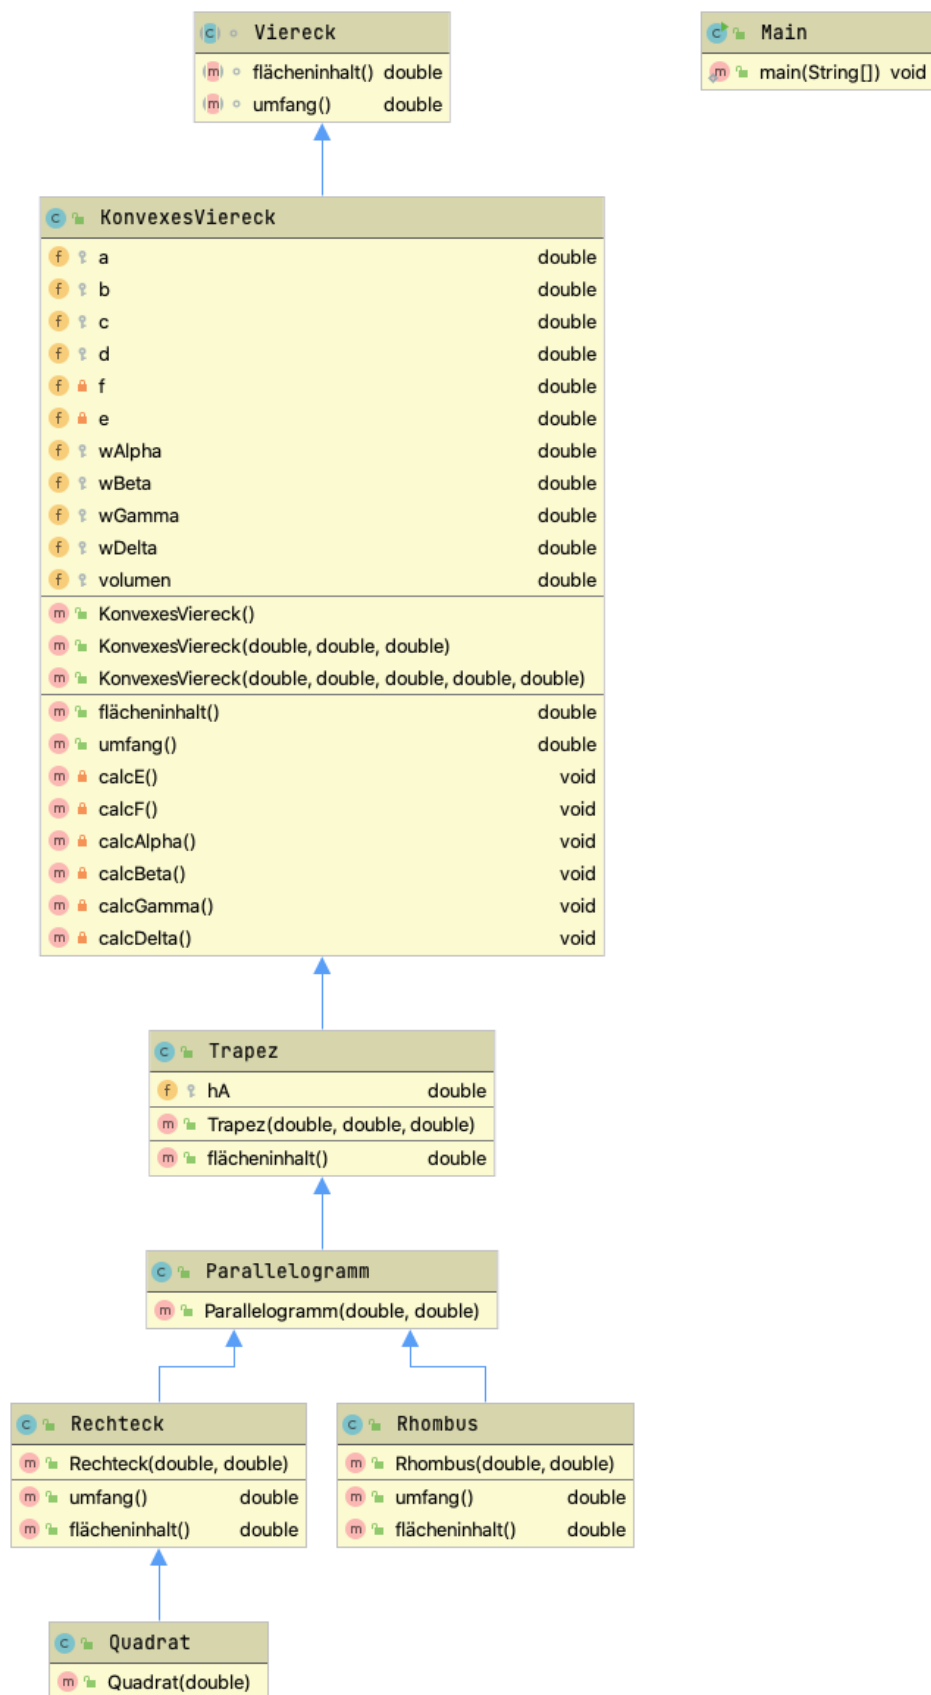 Viereck
flächeninhalt() double
umfang() double
Main
main(String[]) void
KonvexesViereck
f a double
f b double
f c double
f d double
f f double
f e double
f wAlpha double
f wBeta double
f wGamma double
f wDelta double
f volumen double
m KonvexesViereck()
m KonvexesViereck(double, double, double)
m KonvexesViereck(double, double, double, double, double)
m flächeninhalt() double
m umfang() double
m calcE() void
m calcF() void
m calcAlpha() void
m calcBeta() void
m calcGamma() void
m calcDelta() void
C Trapez
f hA double
m Trapez(double, double, double)
m flächeninhalt() double
C Parallelogramm
m Parallelogramm(double, double)
C Rechteck
m Rechteck(double, double)
m umfang() double
m flächeninhalt() double
C Rhombus
m Rhombus(double, double)
m umfang() double
m flächeninhalt() double
C Quadrat
m Quadrat(double)